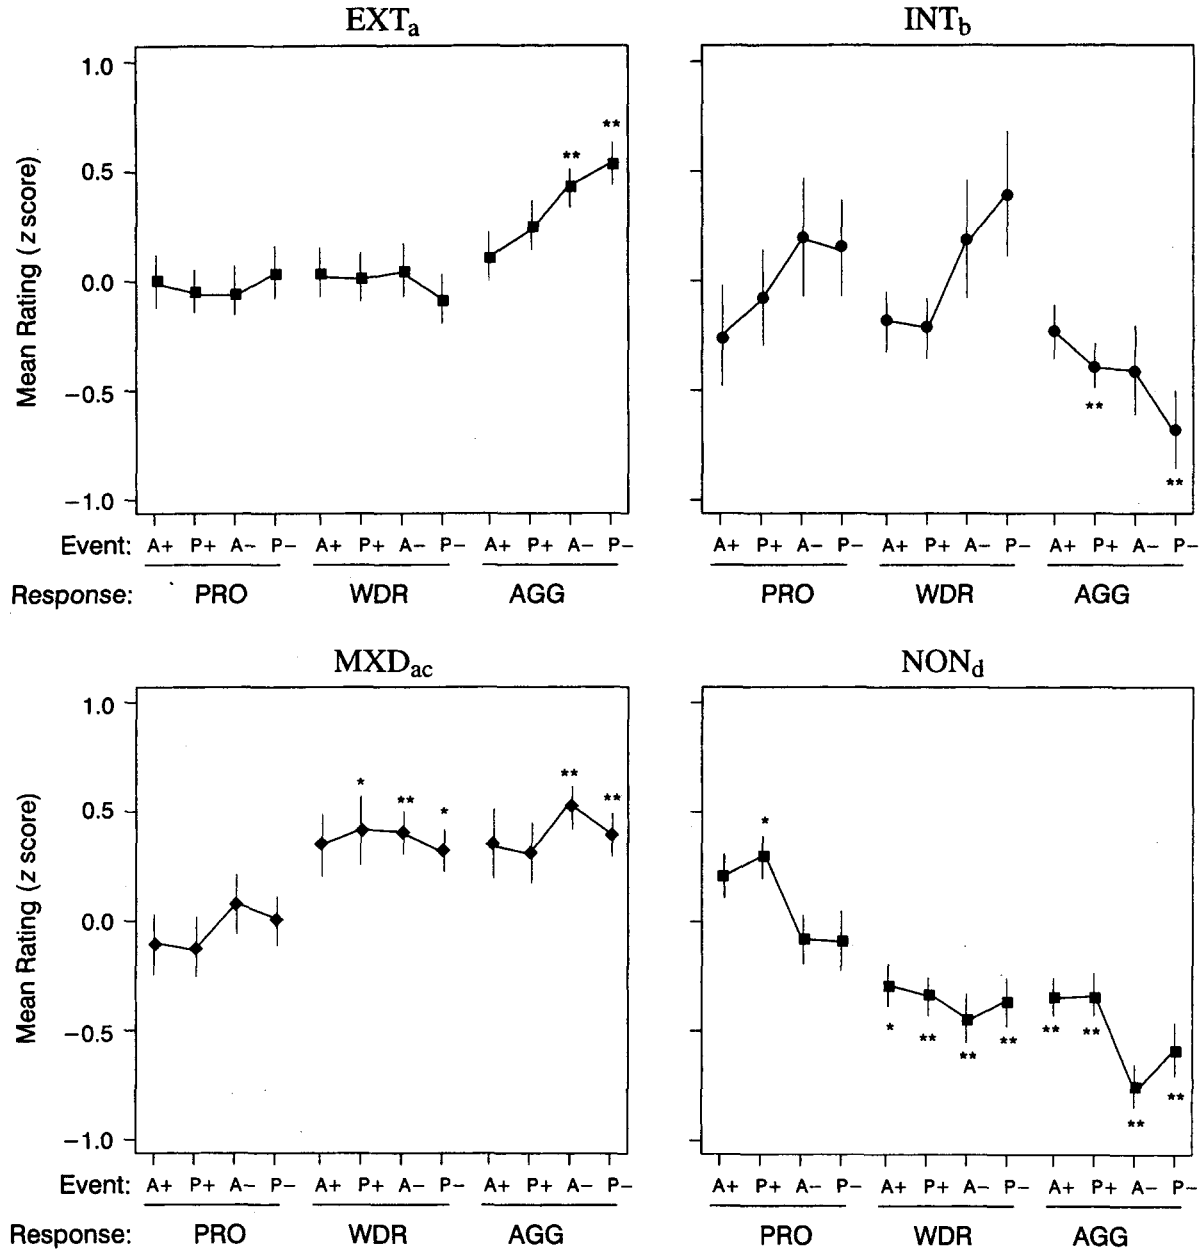 EXTa INTb
1.0
0.5
0.0
−0.5
−1.0
Mean Rating (z score)
** **
** **
Event: A+ P+ A− P− A+ P+ A− P− A+ P+ A− P− A+ P+ A− P− A+ P+ A− P− A+ P+ A− P−
Response: PRO WDR AGG PRO WDR AGG
MXDac NONd
1.0
0.5
0.0
−0.5
−1.0
Mean Rating (z score)
* ** * ** **
* * ** ** ** ** ** ** **
Event: A+ P+ A− P− A+ P+ A− P− A+ P+ A− P− A+ P+ A− P− A+ P+ A− P− A+ P+ A− P−
Response: PRO WDR AGG PRO WDR AGG